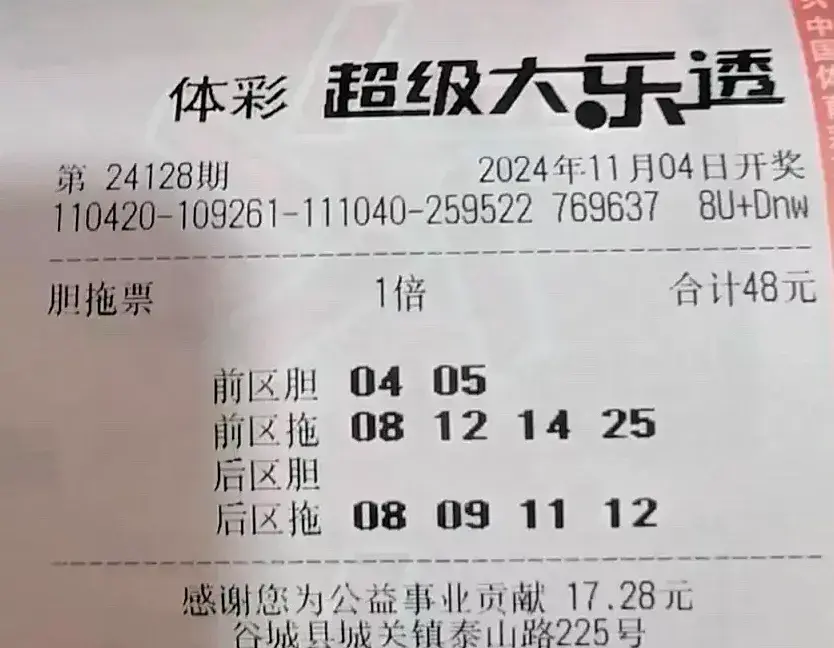 体彩 超级大乐透
第 24128期 2024年11月04日开奖
110420-109261-111040-259522 769637 8U+Dnw
胆拖票 1倍 合计48元
前区胆 04 05
前区拖 08 12 14 25
后区胆
后区拖 08 09 11 12
感谢您为公益事业贡献 17.28元
谷城县城关镇泰山路225号
中国体育